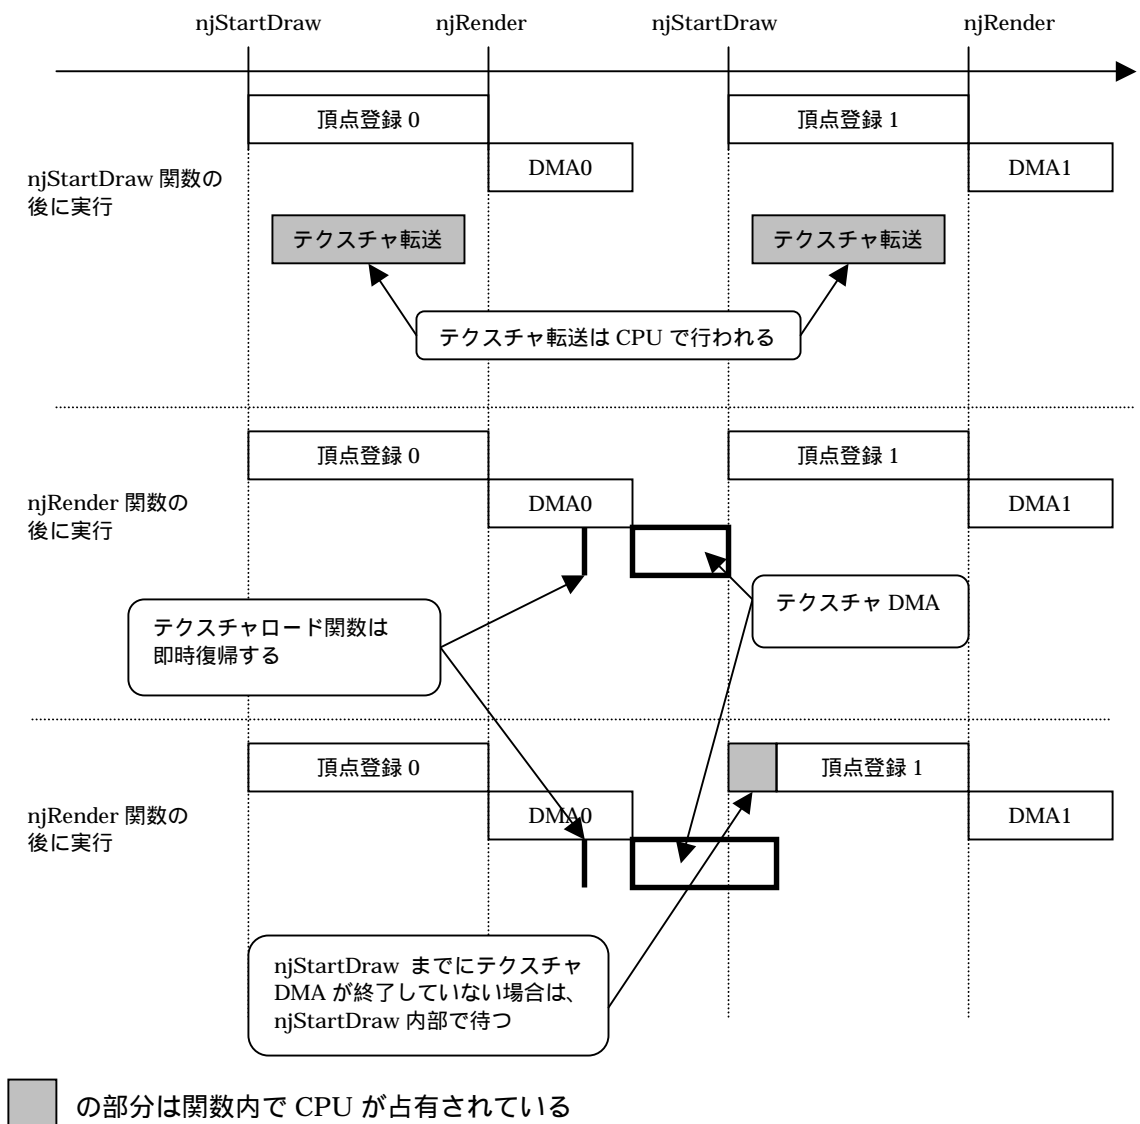 njStartDraw
njRender
njStartDraw
njRender
頂点登録 0
頂点登録 1
DMA0
DMA1
njStartDraw 関数の
後に実行
テクスチャ転送
テクスチャ転送
テクスチャ転送は CPU で行われる
頂点登録 0
頂点登録 1
njRender 関数の
後に実行
DMA0
DMA1
テクスチャ DMA
テクスチャロード関数は
即時復帰する
頂点登録 0
頂点登録 1
njRender 関数の
後に実行
DMA0
DMA1
njStartDraw までにテクスチャ
DMA が終了していない場合は、
njStartDraw 内部で待つ
の部分は関数内で CPU が占有されている